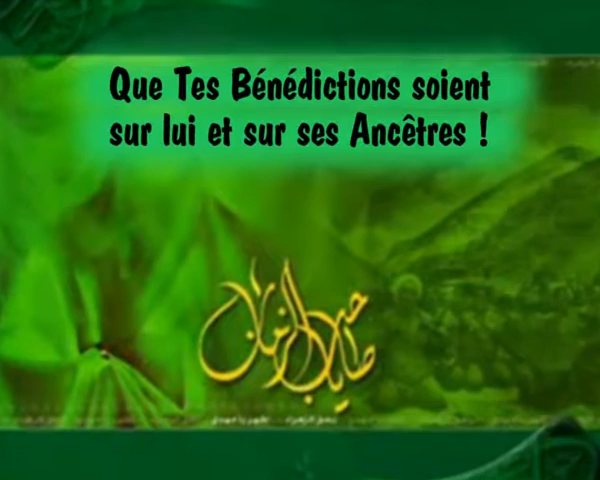 Que Tes Bénédictions soient
sur lui et sur ses Ancêtres !
صاحب الزمان